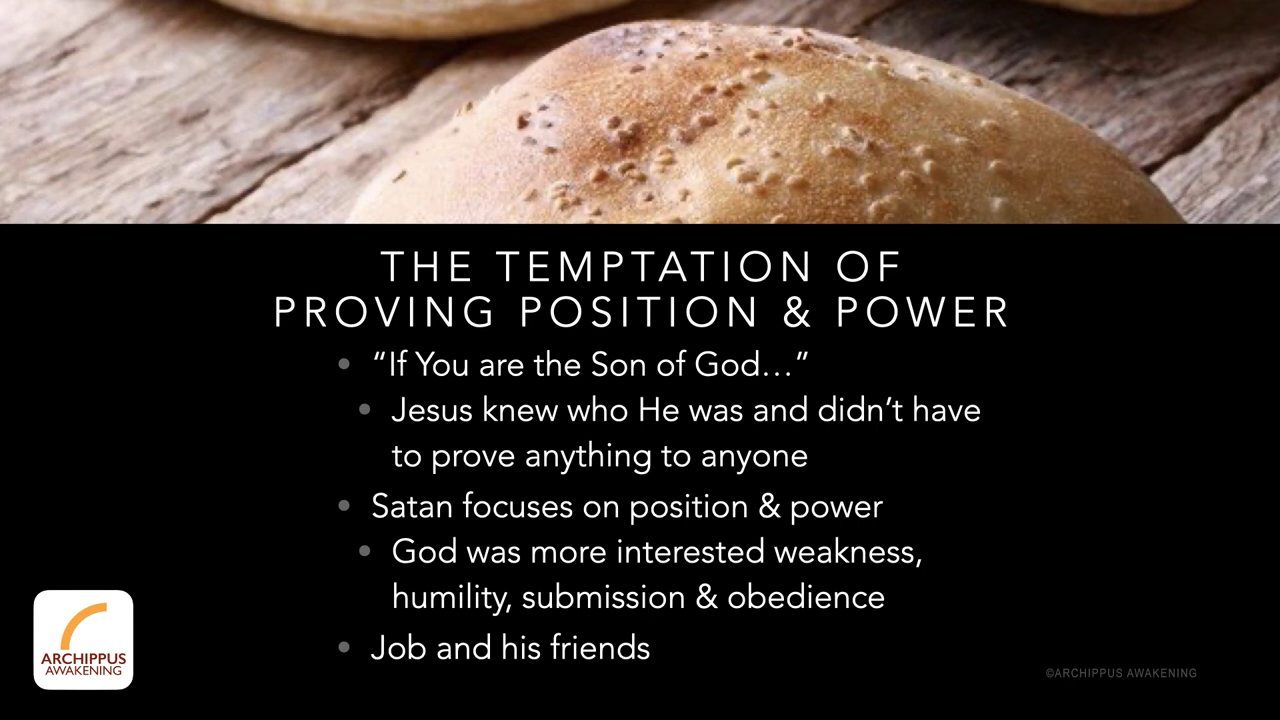 THE TEMPTATION OF
PROVING POSITION & POWER
• “If You are the Son of God…”
• Jesus knew who He was and didn’t have
to prove anything to anyone
• Satan focuses on position & power
• God was more interested weakness,
humility, submission & obedience
• Job and his friends
ARCHIPPUS
AWAKENING
©ARCHIPPUS AWAKENING